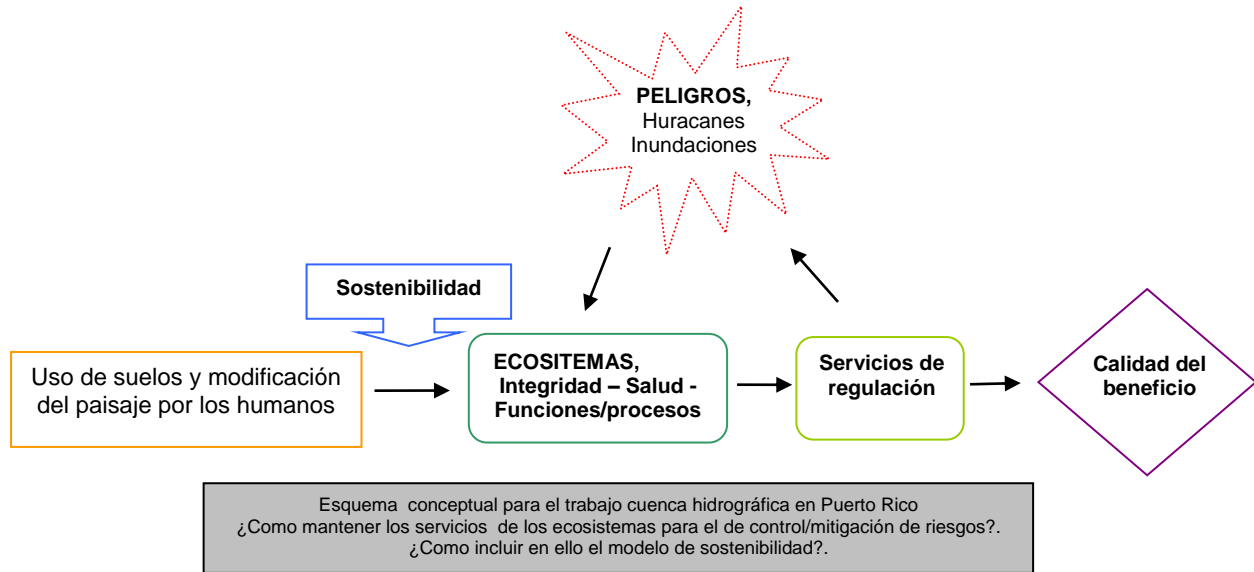 PELIGROS,
Huracanes
Inundaciones
Sostenibilidad
Uso de suelos y modificación
del paisaje por los humanos
ECOSITEMAS,
Integridad – Salud -
Funciones/procesos
Servicios de
regulación
Calidad del
beneficio
Esquema conceptual para el trabajo cuenca hidrográfica en Puerto Rico
¿Como mantener los servicios de los ecosistemas para el de control/mitigación de riesgos?.
¿Como incluir en ello el modelo de sostenibilidad?.